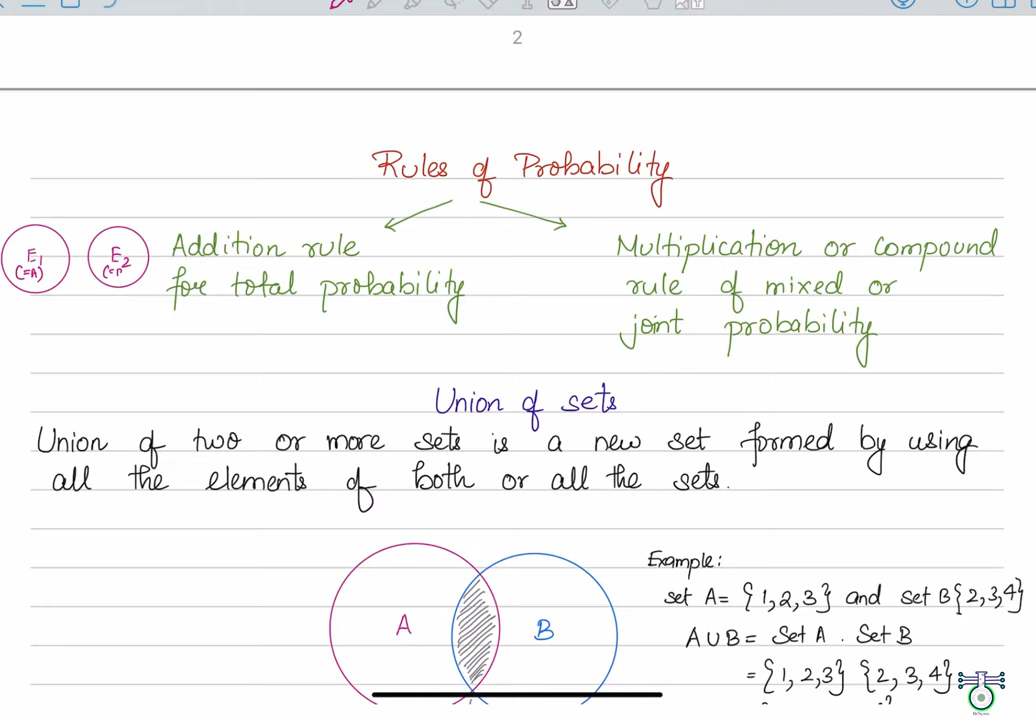 2
Rules of Probability
E1
(=A)
E2
Addition rule
for total probability
Multiplication or compound
rule of mixed or
joint probability
Union of sets
Union of two or more sets is a new set formed by using
all the elements of both or all the sets.
A
B
Example:
set A= {1,2,3} and set B{2,3,4}
A∪B = Set A . Set B
= {1, 2,3} {2, 3, 4}